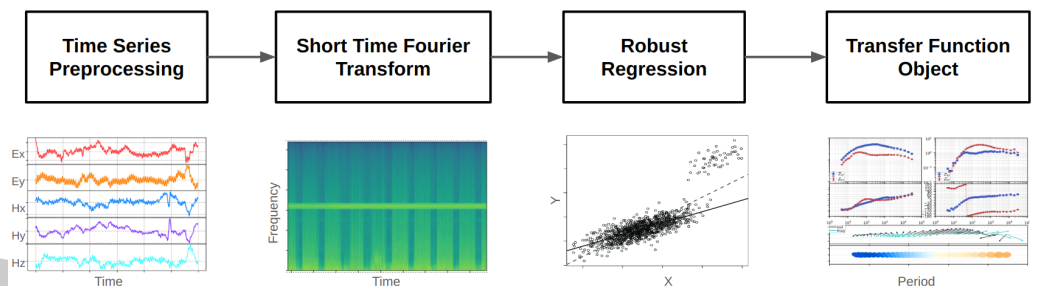 Time Series
Preprocessing
Short Time Fourier
Transform
Robust
Regression
Transfer Function
Object
Ex
Ey
Hx
Hy
Hz
Time
Frequency
Time
Y
X
Period